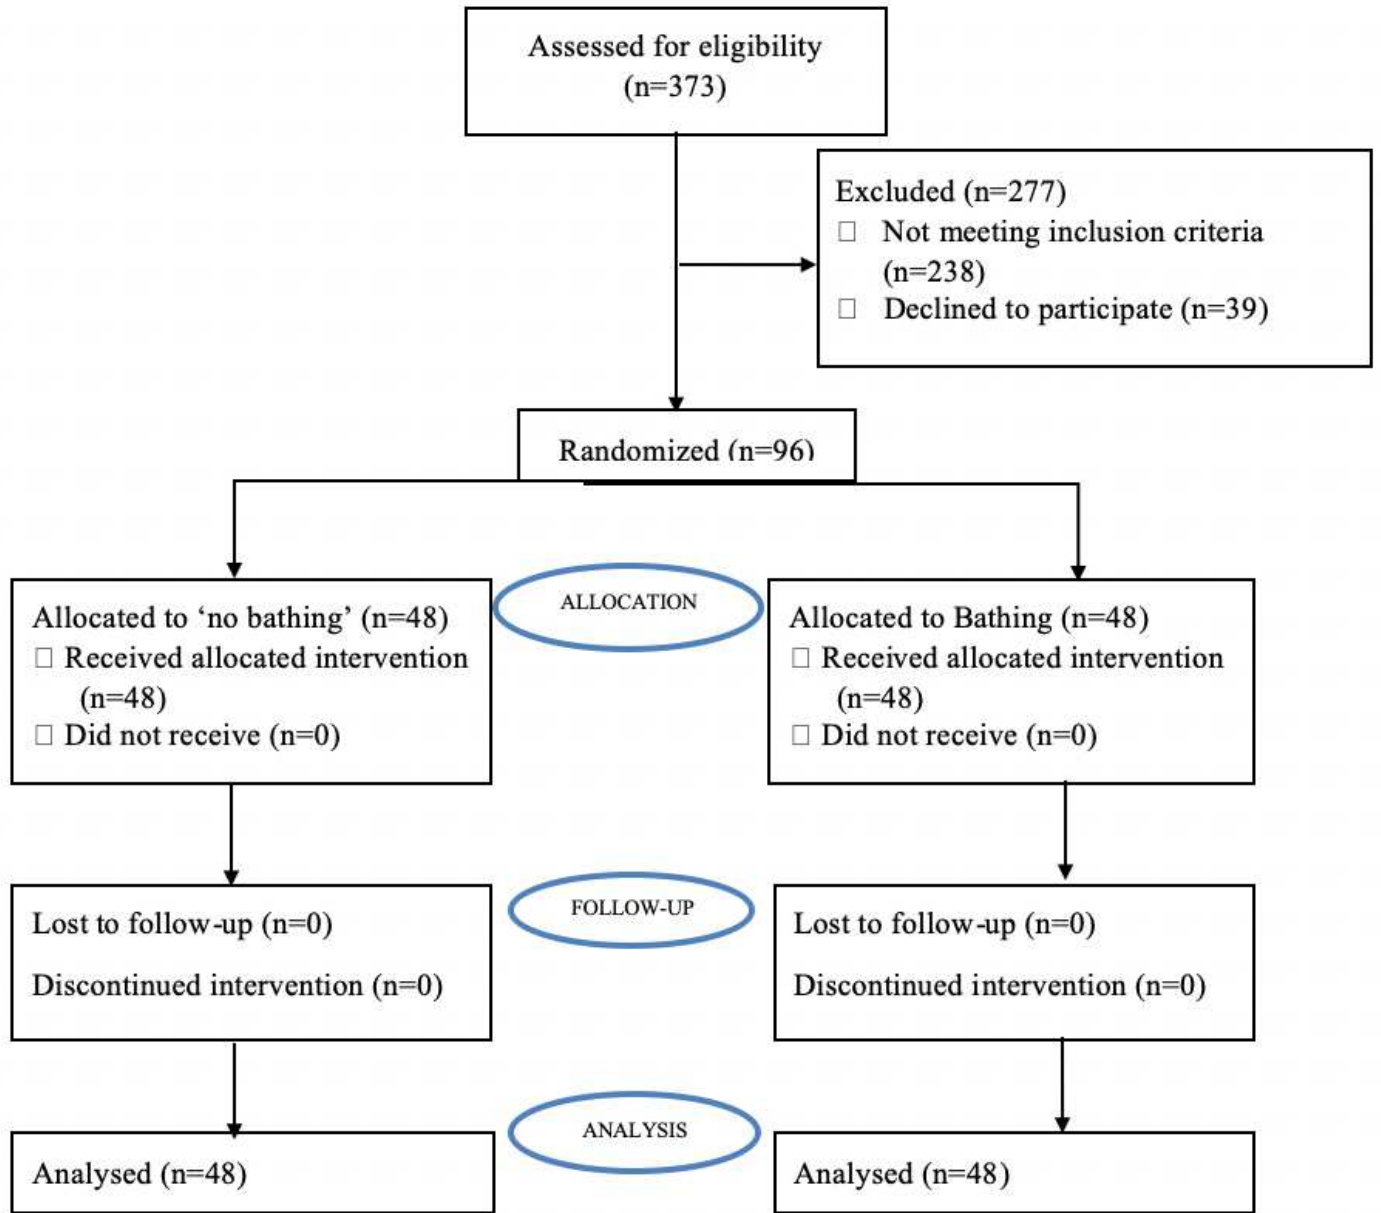 Assessed for eligibility
(n=373)
Excluded (n=277)
□ Not meeting inclusion criteria
(n=238)
□ Declined to participate (n=39)
Randomized (n=96)
ALLOCATION
Allocated to ‘no bathing’ (n=48)
□ Received allocated intervention
(n=48)
□ Did not receive (n=0)
Allocated to Bathing (n=48)
□ Received allocated intervention
(n=48)
□ Did not receive (n=0)
FOLLOW-UP
Lost to follow-up (n=0)
Discontinued intervention (n=0)
Lost to follow-up (n=0)
Discontinued intervention (n=0)
ANALYSIS
Analysed (n=48)
Analysed (n=48)